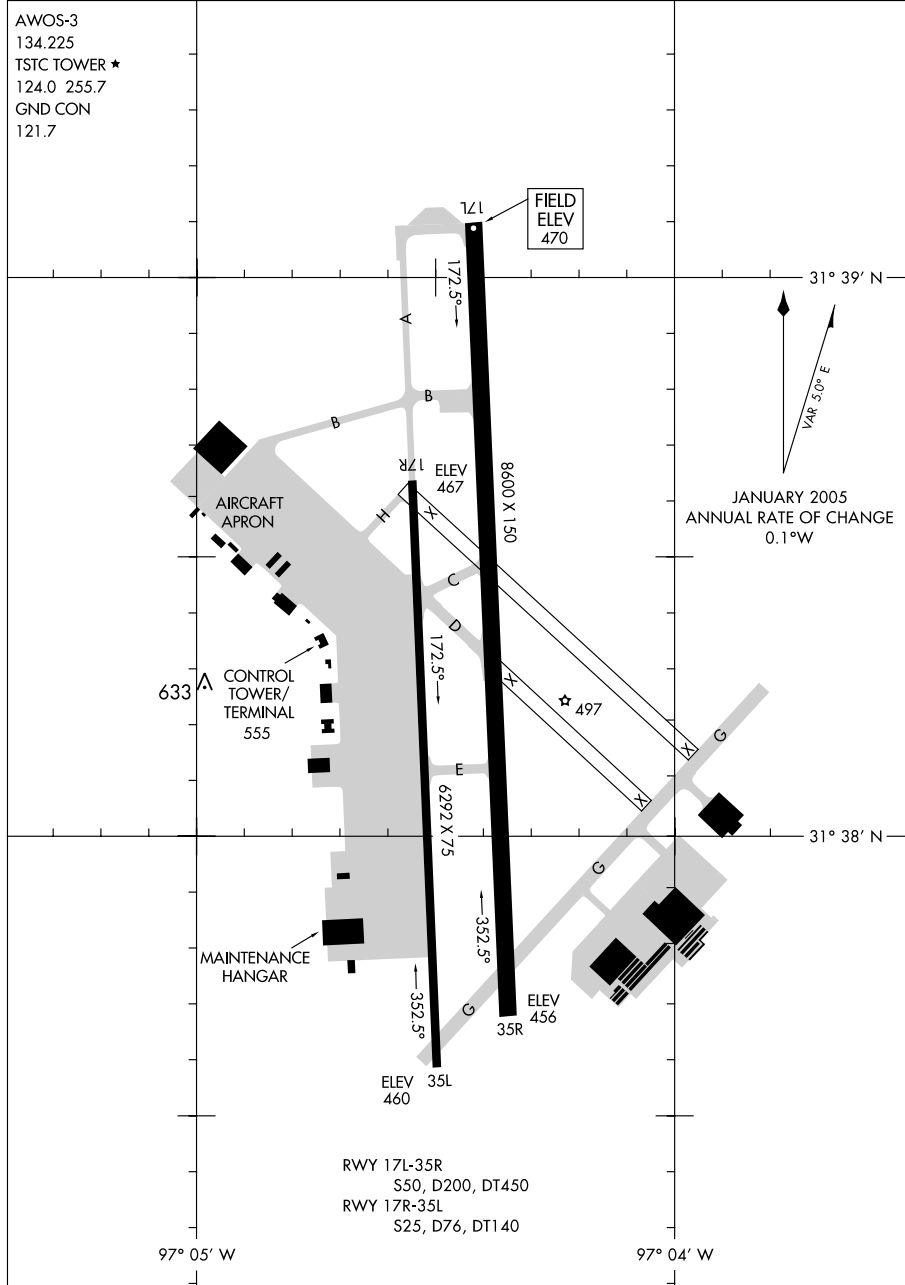 AWOS-3
134.225
TSTC TOWER ★
124.0 255.7
GND CON
121.7
17L
FIELD
ELEV
470
172.5°
31° 39' N
A
VAR 5.0° E
B
B
17R
ELEV
467
8600 X 150
JANUARY 2005
ANNUAL RATE OF CHANGE
0.1°W
AIRCRAFT
APRON
H
X
C
D
172.5°
CONTROL
TOWER/
TERMINAL
555
633
X
497
G
X
E
X
6292 X 75
31° 38' N
G
352.5°
MAINTENANCE
HANGAR
352.5°
G
ELEV
456
35R
ELEV
460
35L
RWY 17L-35R
S50, D200, DT450
RWY 17R-35L
S25, D76, DT140
97° 05' W
97° 04' W